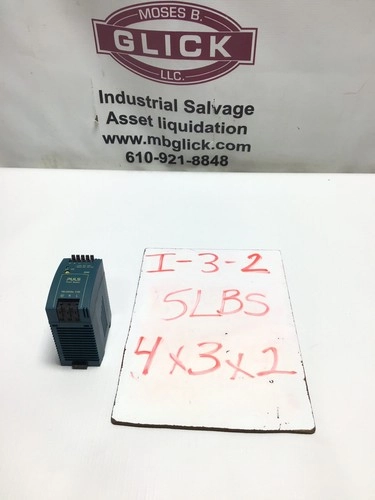 MOSES B.
GLICK
LLC.
Industrial Salvage
Asset liquidation
www.mbglick.com
610-921-8848
PULS
I-3-2
5LBS
4x3x2